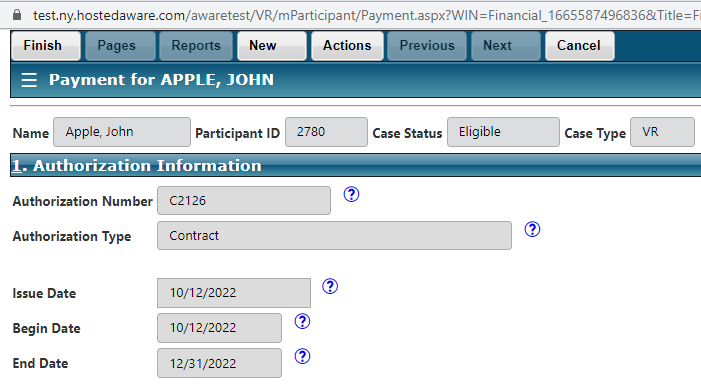 test.ny.hostedaware.com/awaretest/VR/mParticipant/Payment.aspx?WIN=Financial_1665587496836&Title=Fi
Finish Pages Reports New Actions Previous Next Cancel
☰ Payment for APPLE, JOHN
Name Apple, John Participant ID 2780 Case Status Eligible Case Type VR
1. Authorization Information
Authorization Number C2126 ?
Authorization Type Contract ?
Issue Date 10/12/2022 ?
Begin Date 10/12/2022 ?
End Date 12/31/2022 ?